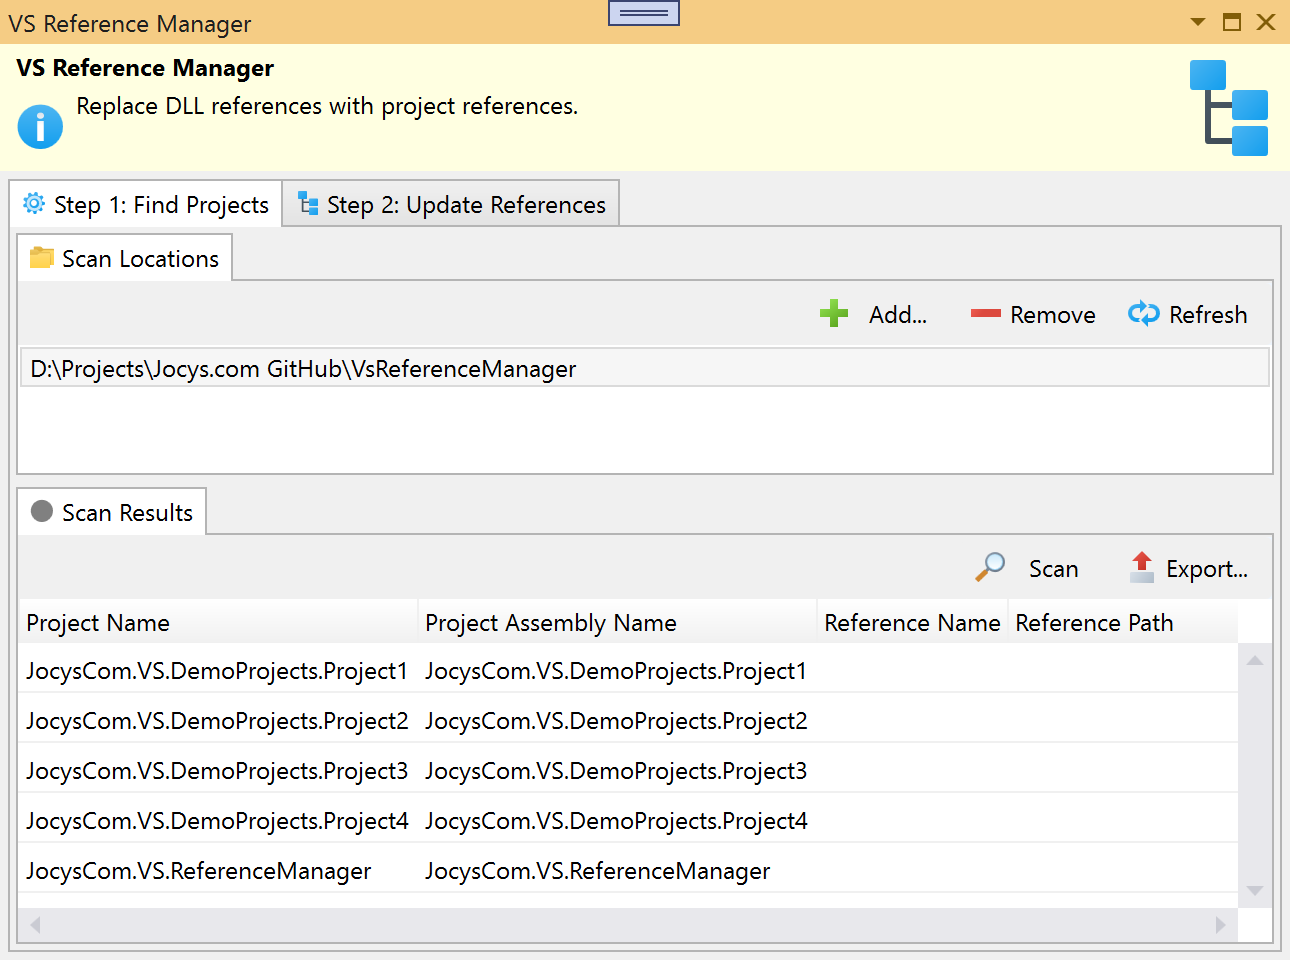 VS Reference Manager
VS Reference Manager
Replace DLL references with project references.
Step 1: Find Projects
Step 2: Update References
Scan Locations
Add...
Remove
Refresh
D:\Projects\Jocys.com GitHub\VsReferenceManager
Scan Results
Scan
Export...
Project Name
Project Assembly Name
Reference Name
Reference Path
JocysCom.VS.DemoProjects.Project1
JocysCom.VS.DemoProjects.Project1
JocysCom.VS.DemoProjects.Project2
JocysCom.VS.DemoProjects.Project2
JocysCom.VS.DemoProjects.Project3
JocysCom.VS.DemoProjects.Project3
JocysCom.VS.DemoProjects.Project4
JocysCom.VS.DemoProjects.Project4
JocysCom.VS.ReferenceManager
JocysCom.VS.ReferenceManager